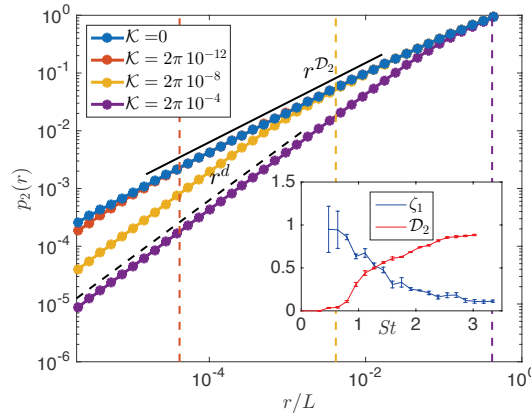 10^0
10^-1
10^-2
10^-3
10^-4
10^-5
10^-6
p_2(r)
𝒦 = 0
𝒦 = 2π 10^-12
𝒦 = 2π 10^-8
𝒦 = 2π 10^-4
r^𝒟_2
r^d
1.5
1
0.5
0
ζ_1
𝒟_2
0 1 2 3
St
10^-4 10^-2 10^0
r/L